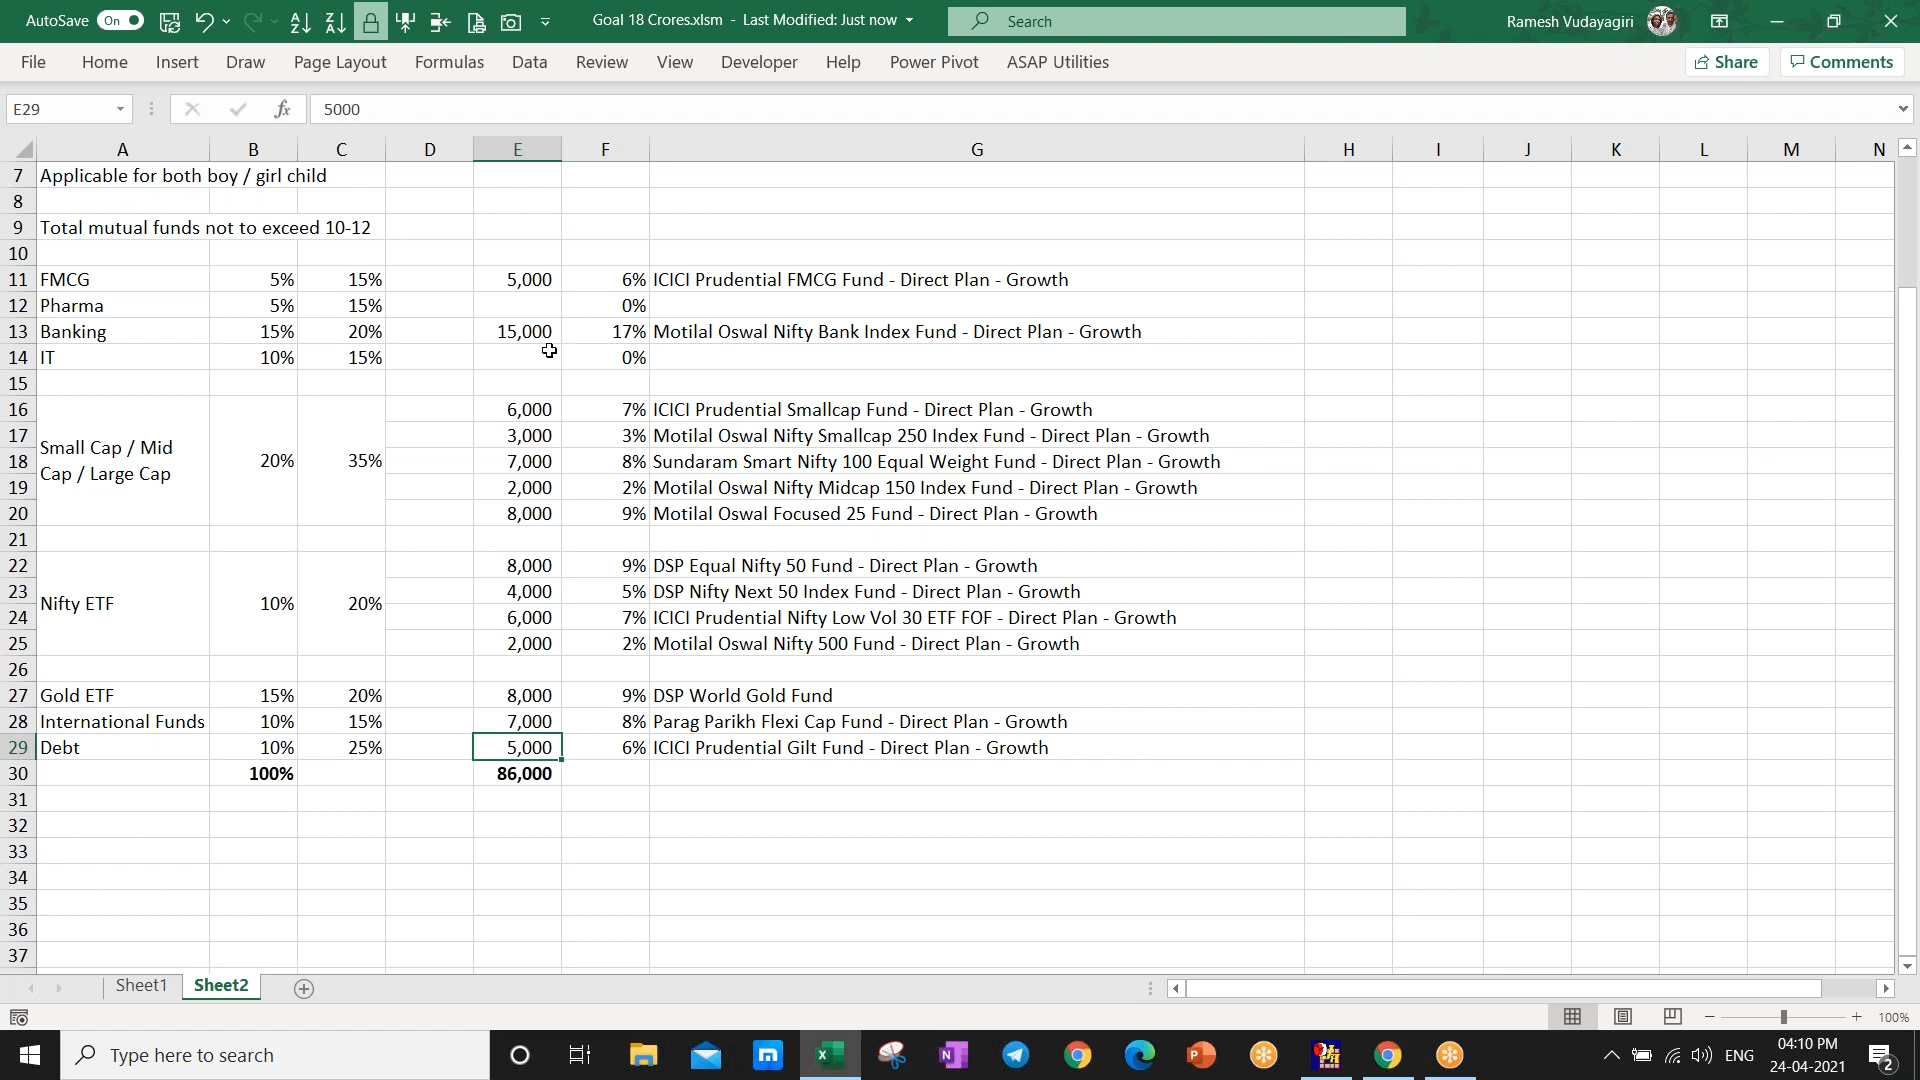 AutoSave On Goal 18 Crores.xlsm - Last Modified: Just now Search Ramesh Vudayagiri
File Home Insert Draw Page Layout Formulas Data Review View Developer Help Power Pivot ASAP Utilities Share Comments
E29 fx 5000
A B C D E F G H I J K L M N
7 Applicable for both boy / girl child
8
9 Total mutual funds not to exceed 10-12
10
11 FMCG 5% 15% 5,000 6% ICICI Prudential FMCG Fund - Direct Plan - Growth
12 Pharma 5% 15% 0%
13 Banking 15% 20% 15,000 17% Motilal Oswal Nifty Bank Index Fund - Direct Plan - Growth
14 IT 10% 15% 0%
15
16 6,000 7% ICICI Prudential Smallcap Fund - Direct Plan - Growth
17 3,000 3% Motilal Oswal Nifty Smallcap 250 Index Fund - Direct Plan - Growth
Small Cap / Mid
18 20% 35% 7,000 8% Sundaram Smart Nifty 100 Equal Weight Fund - Direct Plan - Growth
Cap / Large Cap
19 2,000 2% Motilal Oswal Nifty Midcap 150 Index Fund - Direct Plan - Growth
20 8,000 9% Motilal Oswal Focused 25 Fund - Direct Plan - Growth
21
22 8,000 9% DSP Equal Nifty 50 Fund - Direct Plan - Growth
23 4,000 5% DSP Nifty Next 50 Index Fund - Direct Plan - Growth
Nifty ETF 10% 20%
24 6,000 7% ICICI Prudential Nifty Low Vol 30 ETF FOF - Direct Plan - Growth
25 2,000 2% Motilal Oswal Nifty 500 Fund - Direct Plan - Growth
26
27 Gold ETF 15% 20% 8,000 9% DSP World Gold Fund
28 International Funds 10% 15% 7,000 8% Parag Parikh Flexi Cap Fund - Direct Plan - Growth
29 Debt 10% 25% 5,000 6% ICICI Prudential Gilt Fund - Direct Plan - Growth
30 100% 86,000
31
32
33
34
35
36
37
Sheet1 Sheet2
100%
Type here to search ENG 04:10 PM
24-04-2021 2